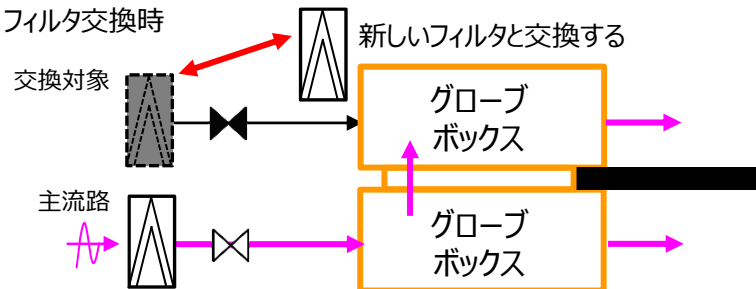 フィルタ交換時
新しいフィルタと交換する
交換対象
グローブ
ボックス
主流路
グローブ
ボックス